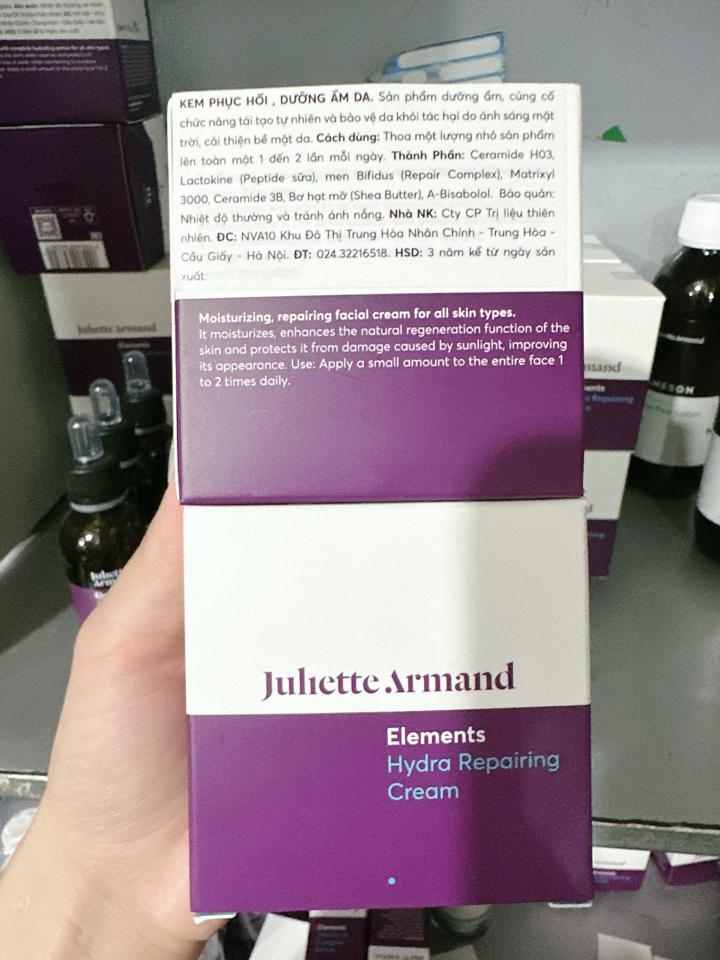 KEM PHỤC HỒI , DƯỠNG ẨM DA. Sản phẩm dưỡng ẩm, củng cố
chức năng tái tạo tự nhiên và bảo vệ da khỏi tác hại do ánh sáng mặt
trời, cải thiện bề mặt da. Cách dùng: Thoa một lượng nhỏ sản phẩm
lên toàn mặt 1 đến 2 lần mỗi ngày. Thành Phần: Ceramide H03,
Lactokine (Peptide sữa), men Bifidus (Repair Complex), Matrixyl
3000, Ceramide 3B, Bơ hạt mỡ (Shea Butter), A-Bisabolol. Bảo quản:
Nhiệt độ thường và tránh ánh nắng. Nhà NK: Cty CP Trị liệu thiên
nhiên. ĐC: NVA10 Khu Đô Thị Trung Hòa Nhân Chính - Trung Hòa -
Cầu Giấy - Hà Nội. ĐT: 024.32216518. HSD: 3 năm kể từ ngày sản
xuất.
Moisturizing, repairing facial cream for all skin types.
It moisturizes, enhances the natural regeneration function of the
skin and protects it from damage caused by sunlight, improving
its appearance. Use: Apply a small amount to the entire face 1
to 2 times daily.
Juliette Armand
Elements
Hydra Repairing
Cream
Juliette Armand